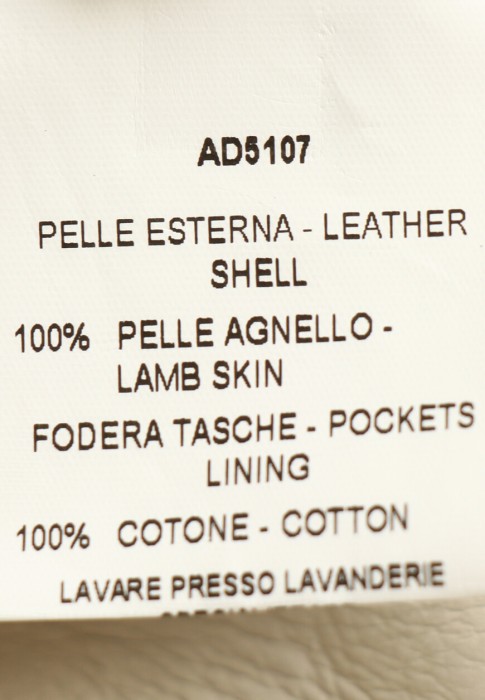 AD5107
PELLE ESTERNA - LEATHER
SHELL
100% PELLE AGNELLO -
LAMB SKIN
FODERA TASCHE - POCKETS
LINING
100% COTONE - COTTON
LAVARE PRESSO LAVANDERIE